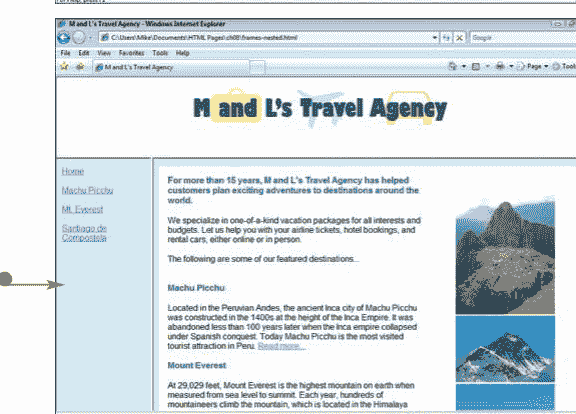 M and L's Travel Agency - Windows Internet Explorer
C:\Users\Mike\Documents\HTML Pages\ch08\frames-nested.html
Google
File Edit View Favorites Tools Help
M and L's Travel Agency
Page
Tools
M and L's Travel Agency
Home
Machu Picchu
Mt. Everest
Santiago de
Compostela
For more than 15 years, M and L's Travel Agency has helped
customers plan exciting adventures to destinations around the
world.
We specialize in one-of-a-kind vacation packages for all interests and
budgets. Let us help you with your airline tickets, hotel bookings, and
rental cars, either online or in person.
The following are some of our featured destinations...
Machu Picchu
Located in the Peruvian Andes, the ancient Inca city of Machu Picchu
was constructed in the 1400s at the height of the Inca Empire. It was
abandoned less than 100 years later when the Inca empire collapsed
under Spanish conquest. Today Machu Picchu is the most visited
tourist attraction in Peru. Read more...
Mount Everest
At 29,029 feet, Mount Everest is the highest mountain on earth when
measured from sea level to summit. Each year, hundreds of
mountaineers climb the mountain, which is located in the Himalaya